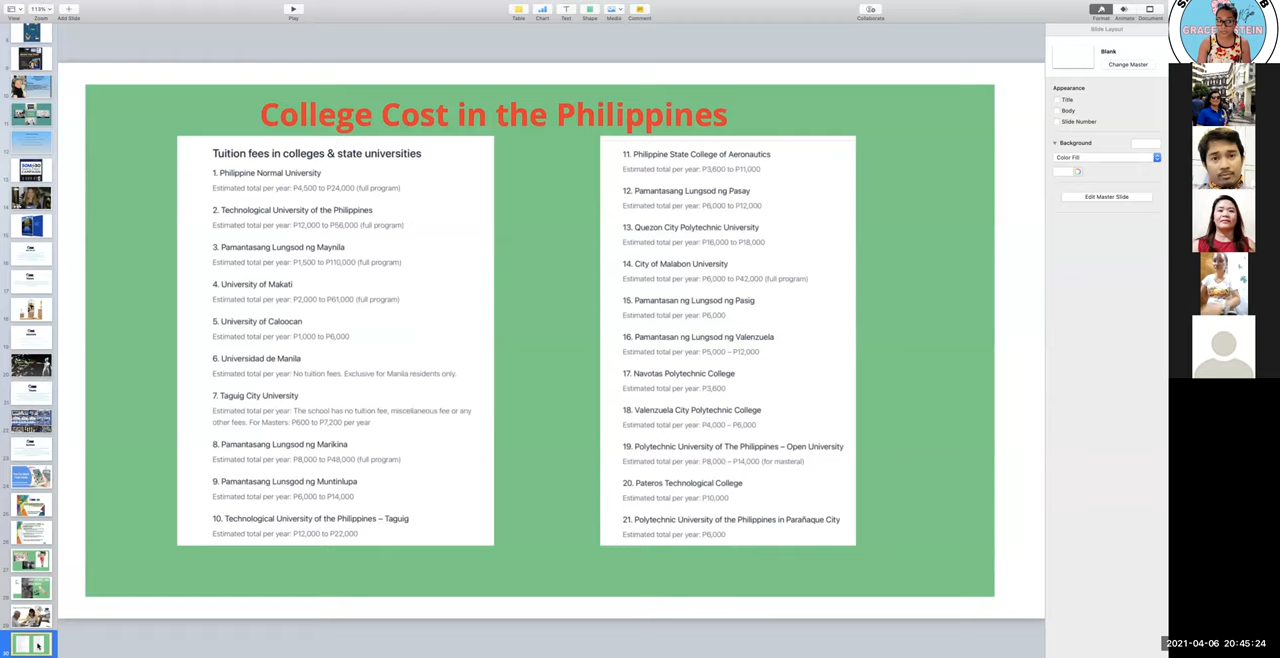 113%
View
Zoom
Add Slide
Play
Table
Chart
Text
Shape
Media
Comment
Collaborate
Format
Animate
Document
College Cost in the Philippines
Tuition fees in colleges & state universities
1. Philippine Normal University
Estimated total per year: P4,500 to P24,000 (full program)
2. Technological University of the Philippines
Estimated total per year: P12,000 to P56,000 (full program)
3. Pamantasang Lungsod ng Maynila
Estimated total per year: P1,500 to P110,000 (full program)
4. University of Makati
Estimated total per year: P2,000 to P61,000 (full program)
5. University of Caloocan
Estimated total per year: P1,000 to P6,000
6. Universidad de Manila
Estimated total per year: No tuition fees. Exclusive for Manila residents only.
7. Taguig City University
Estimated total per year: The school has no tuition fee, miscellaneous fee or any
other fees. For Masters: P600 to P7,200 per year
8. Pamantasang Lungsod ng Marikina
Estimated total per year: P8,000 to P48,000 (full program)
9. Pamantasang Lunsgod ng Muntinlupa
Estimated total per year: P6,000 to P14,000
10. Technological University of the Philippines – Taguig
Estimated total per year: P12,000 to P22,000
11. Philippine State College of Aeronautics
Estimated total per year: P3,600 to P11,000
12. Pamantasang Lungsod ng Pasay
Estimated total per year: P6,000 to P12,000
13. Quezon City Polytechnic University
Estimated total per year: P16,000 to P18,000
14. City of Malabon University
Estimated total per year: P6,000 to P42,000 (full program)
15. Pamantasan ng Lungsod ng Pasig
Estimated total per year: P6,000
16. Pamantasan ng Lungsod ng Valenzuela
Estimated total per year: P5,000 – P12,000
17. Navotas Polytechnic College
Estimated total per year: P3,600
18. Valenzuela City Polytechnic College
Estimated total per year: P4,000 – P6,000
19. Polytechnic University of The Philippines – Open University
Estimated total per year: P8,000 – P14,000 (for masteral)
20. Pateros Technological College
Estimated total per year: P10,000
21. Polytechnic University of the Philippines in Parañaque City
Estimated total per year: P6,000
Slide Layout
Blank
Change Master
Appearance
Title
Body
Slide Number
Background
Color Fill
Edit Master Slide
2021-04-06 20:45:24